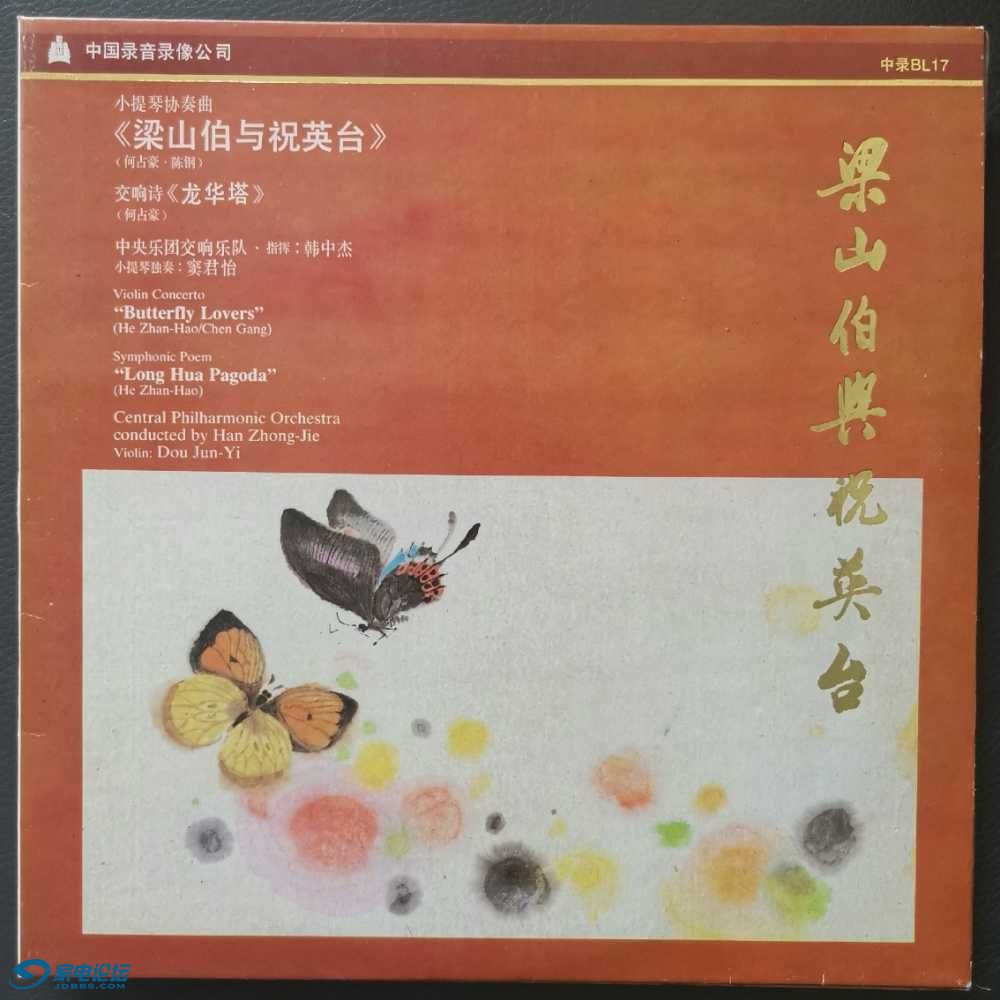 中国录音录像公司
中录BL17
小提琴协奏曲
《梁山伯与祝英台》
（何占豪·陈钢）
交响诗《龙华塔》
（何占豪）
中央乐团交响乐队·指挥：韩中杰
小提琴独奏：窦君怡
Violin Concerto
“Butterfly Lovers”
(He Zhan-Hao/Chen Gang)
Symphonic Poem
“Long Hua Pagoda”
(He Zhan-Hao)
Central Philharmonic Orchestra
conducted by Han Zhong-Jie
Violin: Dou Jun-Yi
梁山伯與祝英台
家电论坛
JDBBS.COM